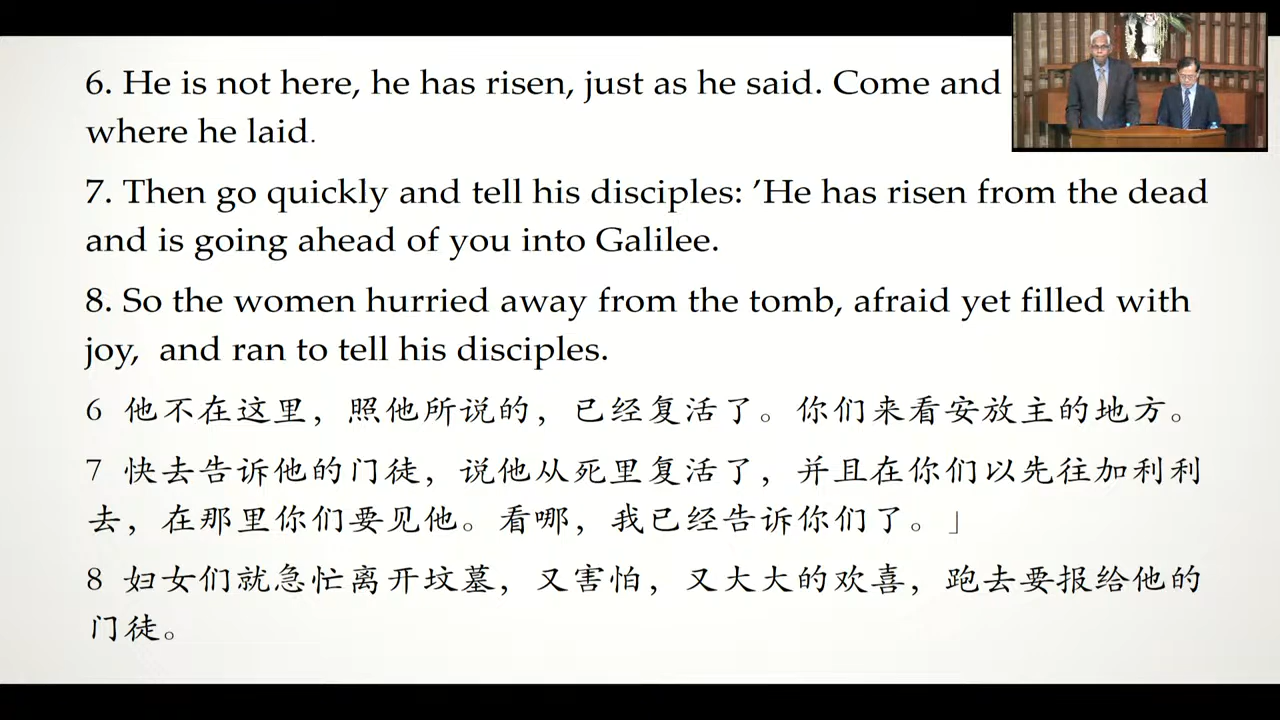 6. He is not here, he has risen, just as he said. Come and
where he laid.
7. Then go quickly and tell his disciples: ’He has risen from the dead
and is going ahead of you into Galilee.
8. So the women hurried away from the tomb, afraid yet filled with
joy,  and ran to tell his disciples.
6 他不在这里，照他所说的，已经复活了。你们来看安放主的地方。
7 快去告诉他的门徒，说他从死里复活了，并且在你们以先往加利利
去，在那里你们要见他。看哪，我已经告诉你们了。」
8 妇女们就急忙离开坟墓，又害怕，又大大的欢喜，跑去要报给他的
门徒。